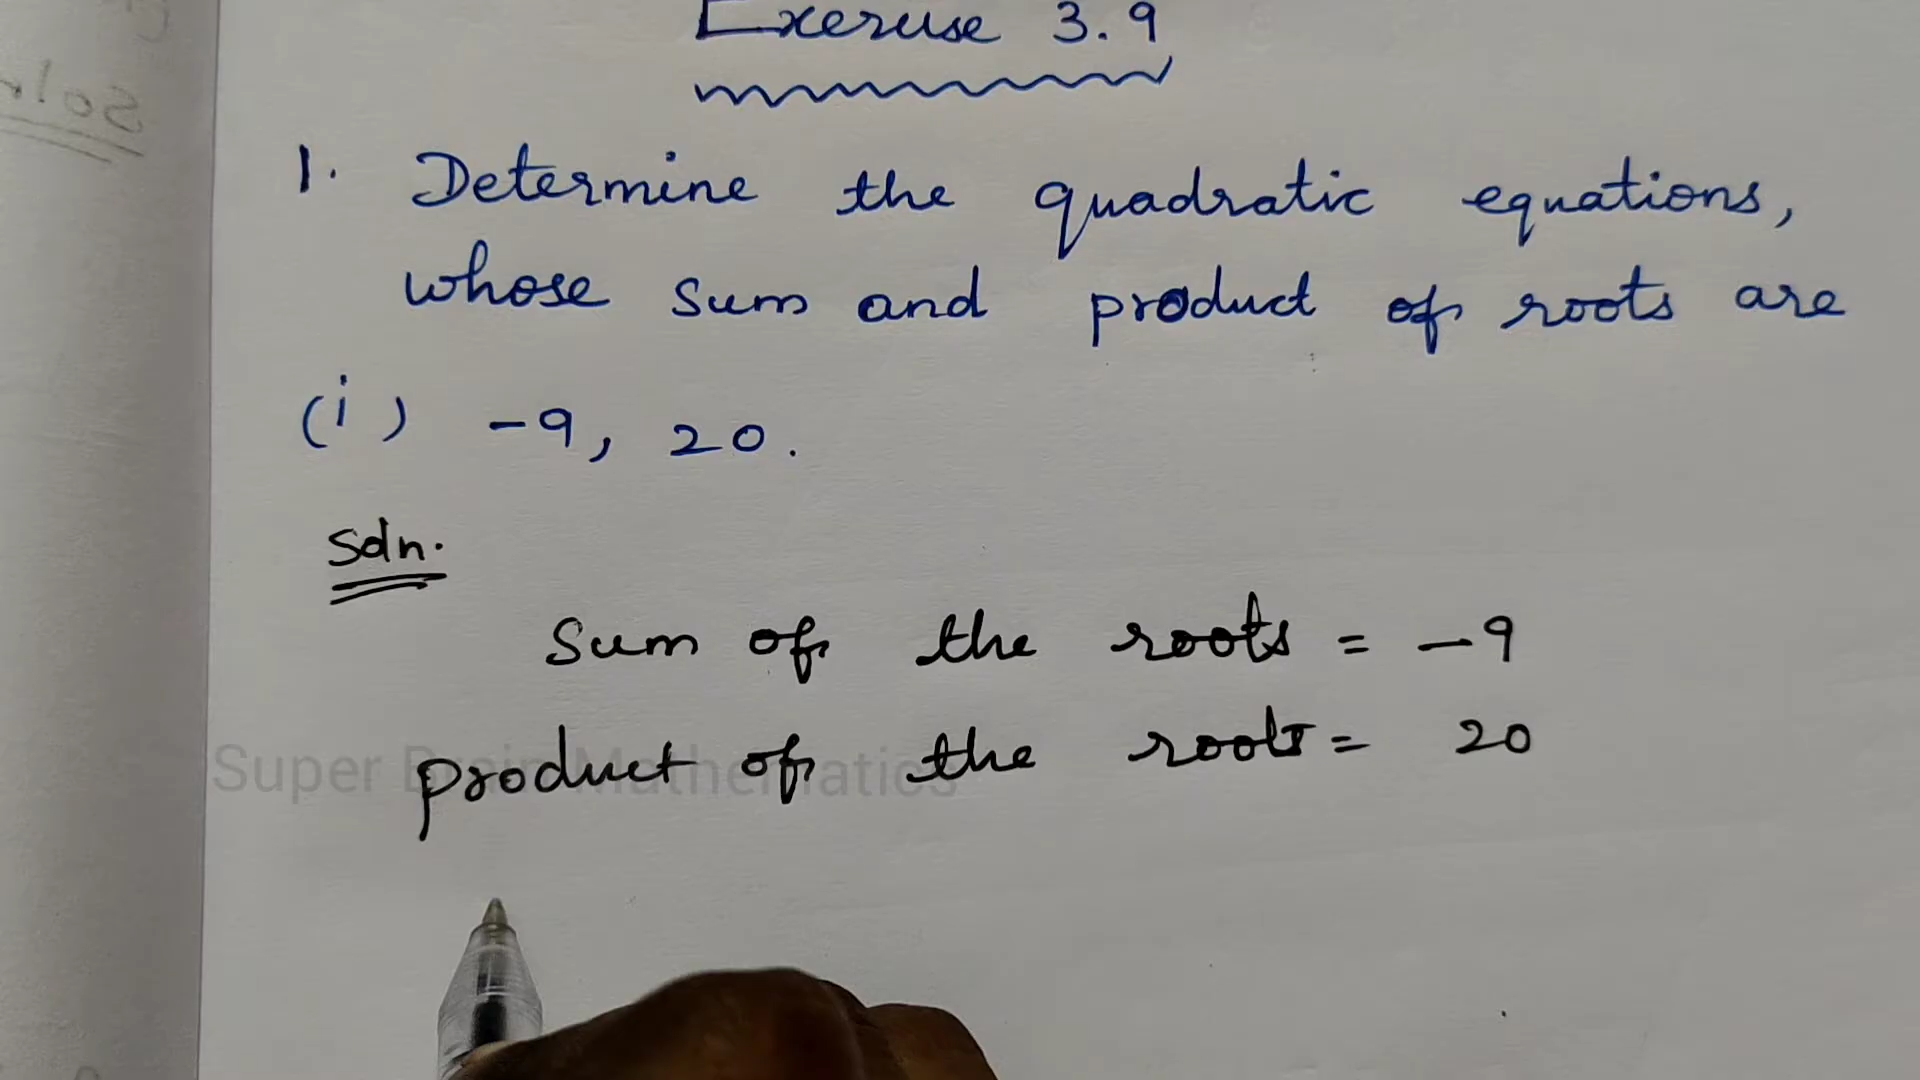 Exercise 3.9
1. Determine the quadratic equations,
whose sum and product of roots are
(i) -9, 20.
Soln.
Sum of the roots = -9
product of the roots = 20
Super Brain Mathematics